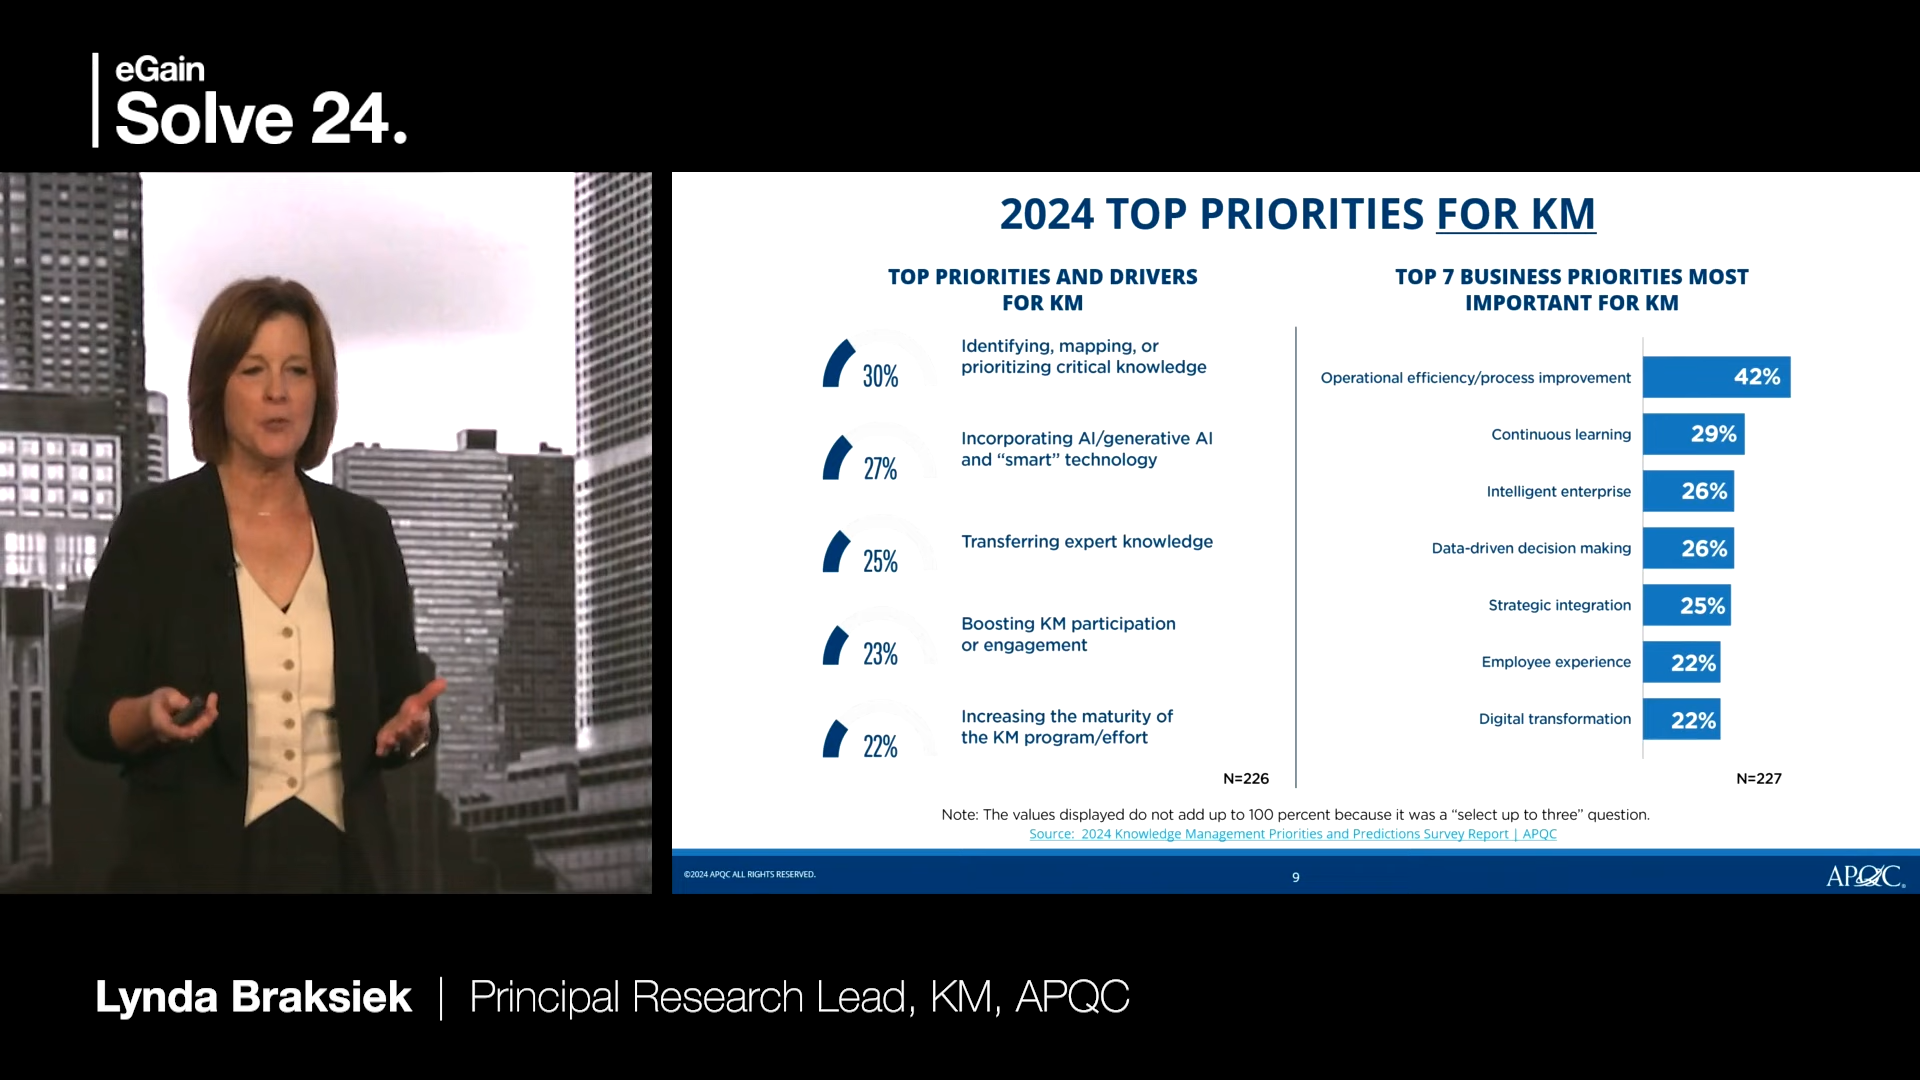 eGain
Solve 24.
2024 TOP PRIORITIES FOR KM
TOP PRIORITIES AND DRIVERS
FOR KM
30%
Identifying, mapping, or
prioritizing critical knowledge
27%
Incorporating AI/generative AI
and “smart” technology
25%
Transferring expert knowledge
23%
Boosting KM participation
or engagement
22%
Increasing the maturity of
the KM program/effort
N=226
TOP 7 BUSINESS PRIORITIES MOST
IMPORTANT FOR KM
Operational efficiency/process improvement 42%
Continuous learning 29%
Intelligent enterprise 26%
Data-driven decision making 26%
Strategic integration 25%
Employee experience 22%
Digital transformation 22%
N=227
Note: The values displayed do not add up to 100 percent because it was a “select up to three” question.
Source: 2024 Knowledge Management Priorities and Predictions Survey Report | APQC
©2024 APQC ALL RIGHTS RESERVED.
9
APQC®
Lynda Braksiek | Principal Research Lead, KM, APQC